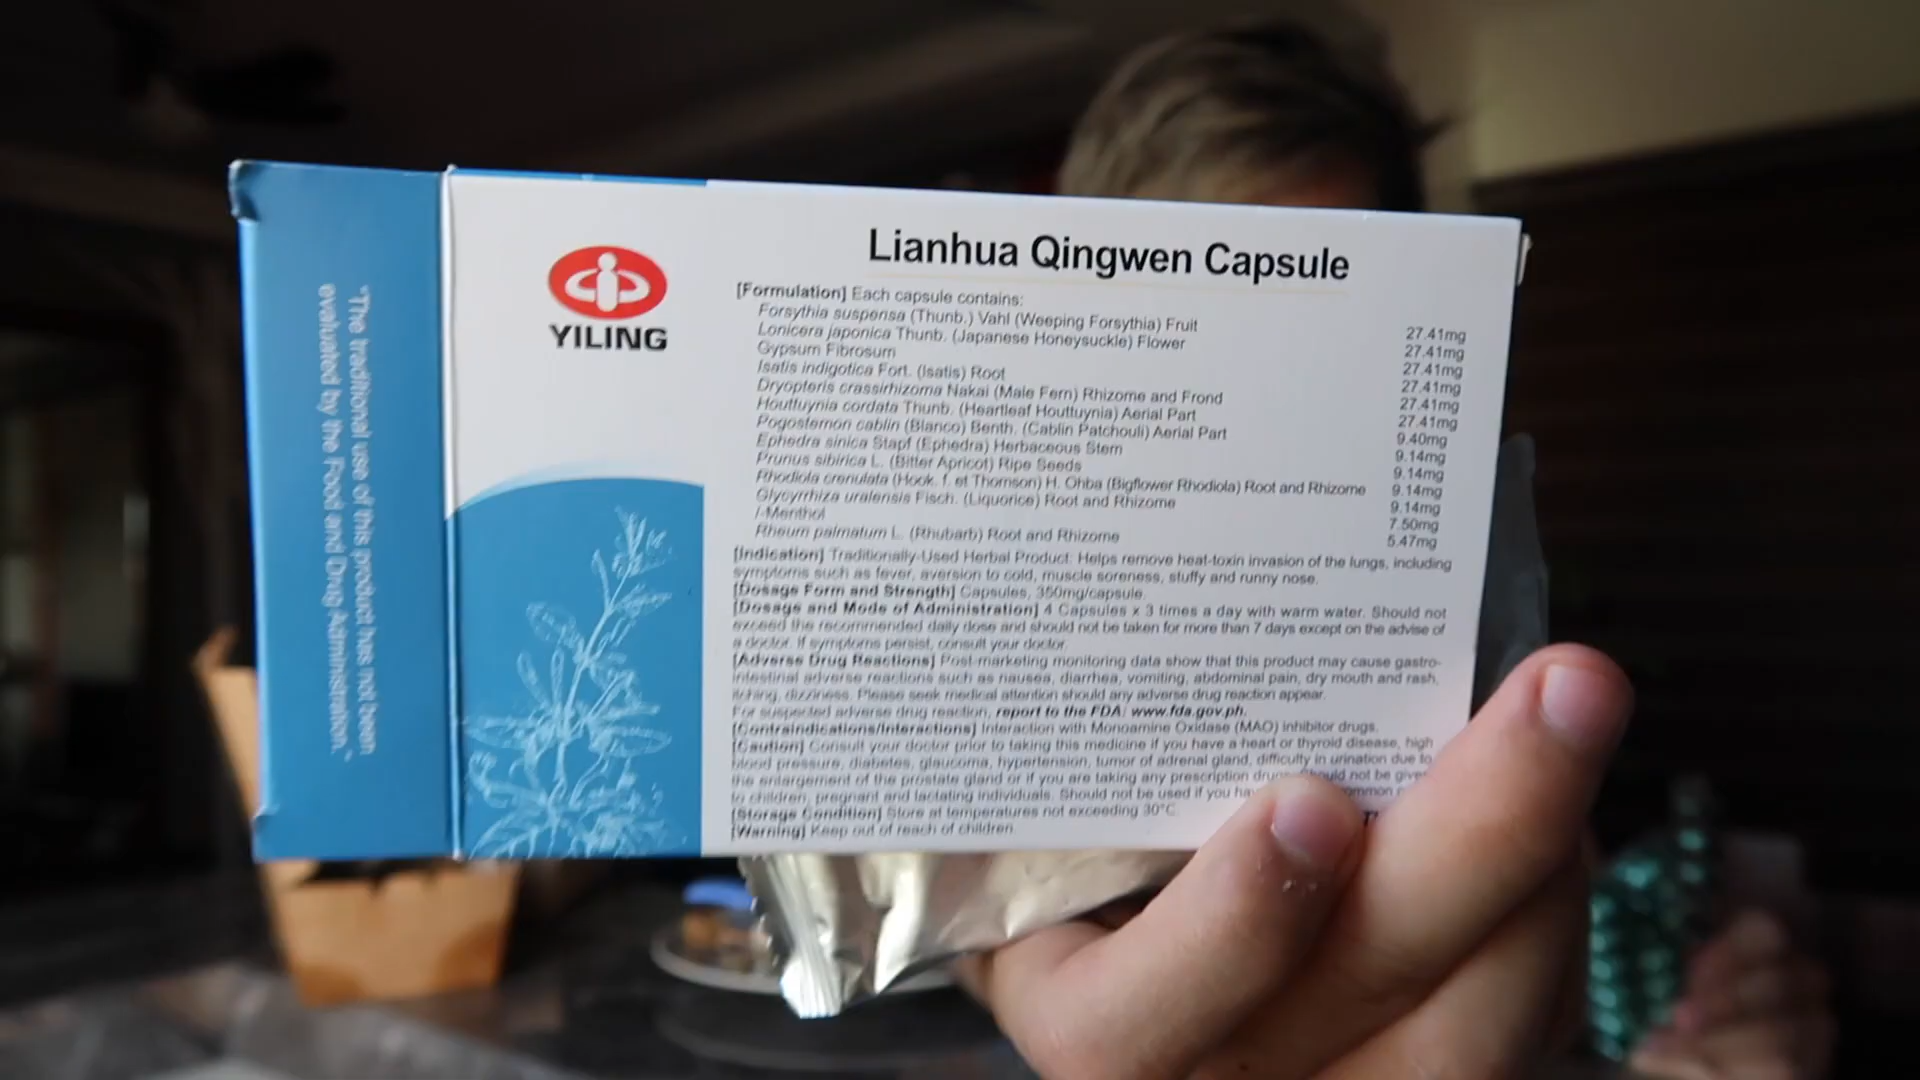 "The traditional use of this product has not been
evaluated by the Food and Drug Administration."
YILING
Lianhua Qingwen Capsule
[Formulation] Each capsule contains:
Forsythia suspensa (Thunb.) Vahl (Weeping Forsythia) Fruit 27.41mg
Lonicera japonica Thunb. (Japanese Honeysuckle) Flower 27.41mg
Gypsum Fibrosum 27.41mg
Isatis indigotica Fort. (Isatis) Root 27.41mg
Dryopteris crassirhizoma Nakai (Male Fern) Rhizome and Frond 27.41mg
Houttuynia cordata Thunb. (Heartleaf Houttuynia) Aerial Part 27.41mg
Pogostemon cablin (Blanco) Benth. (Cablin Patchouli) Aerial Part 9.40mg
Ephedra sinica Stapf (Ephedra) Herbaceous Stem 9.14mg
Prunus sibirica L. (Bitter Apricot) Ripe Seeds 9.14mg
Rhodiola crenulata (Hook. f. et Thomson) H. Ohba (Bigflower Rhodiola) Root and Rhizome 9.14mg
Glycyrrhiza uralensis Fisch. (Liquorice) Root and Rhizome 9.14mg
l-Menthol 7.50mg
Rheum palmatum L. (Rhubarb) Root and Rhizome 5.47mg
[Indication] Traditionally-Used Herbal Product: Helps remove heat-toxin invasion of the lungs, including
symptoms such as fever, aversion to cold, muscle soreness, stuffy and runny nose.
[Dosage Form and Strength] Capsules, 350mg/capsule.
[Dosage and Mode of Administration] 4 Capsules x 3 times a day with warm water. Should not
exceed the recommended daily dose and should not be taken for more than 7 days except on the advise of
a doctor. If symptoms persist, consult your doctor.
[Adverse Drug Reactions] Post-marketing monitoring data show that this product may cause gastro-
intestinal adverse reactions such as nausea, diarrhea, vomiting, abdominal pain, dry mouth and rash,
itching, dizziness. Please seek medical attention should any adverse drug reaction appear.
For suspected adverse drug reaction, report to the FDA: www.fda.gov.ph.
[Contraindications/Interactions] Interaction with Monoamine Oxidase (MAO) inhibitor drugs.
[Caution] Consult your doctor prior to taking this medicine if you have a heart or thyroid disease, high
blood pressure, diabetes, glaucoma, hypertension, tumor of adrenal gland, difficulty in urination due to
the enlargement of the prostate gland or if you are taking any prescription drugs. Should not be given
to children, pregnant and lactating individuals. Should not be used if you have common
[Storage Condition] Store at temperatures not exceeding 30°C.
[Warning] Keep out of reach of children.